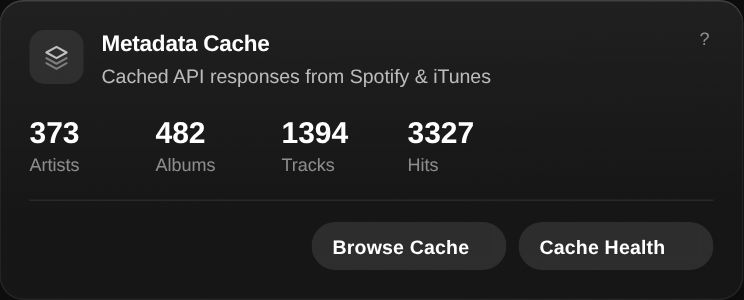 Metadata Cache
?
Cached API responses from Spotify & iTunes
373 482 1394 3327
Artists Albums Tracks Hits
Browse Cache Cache Health